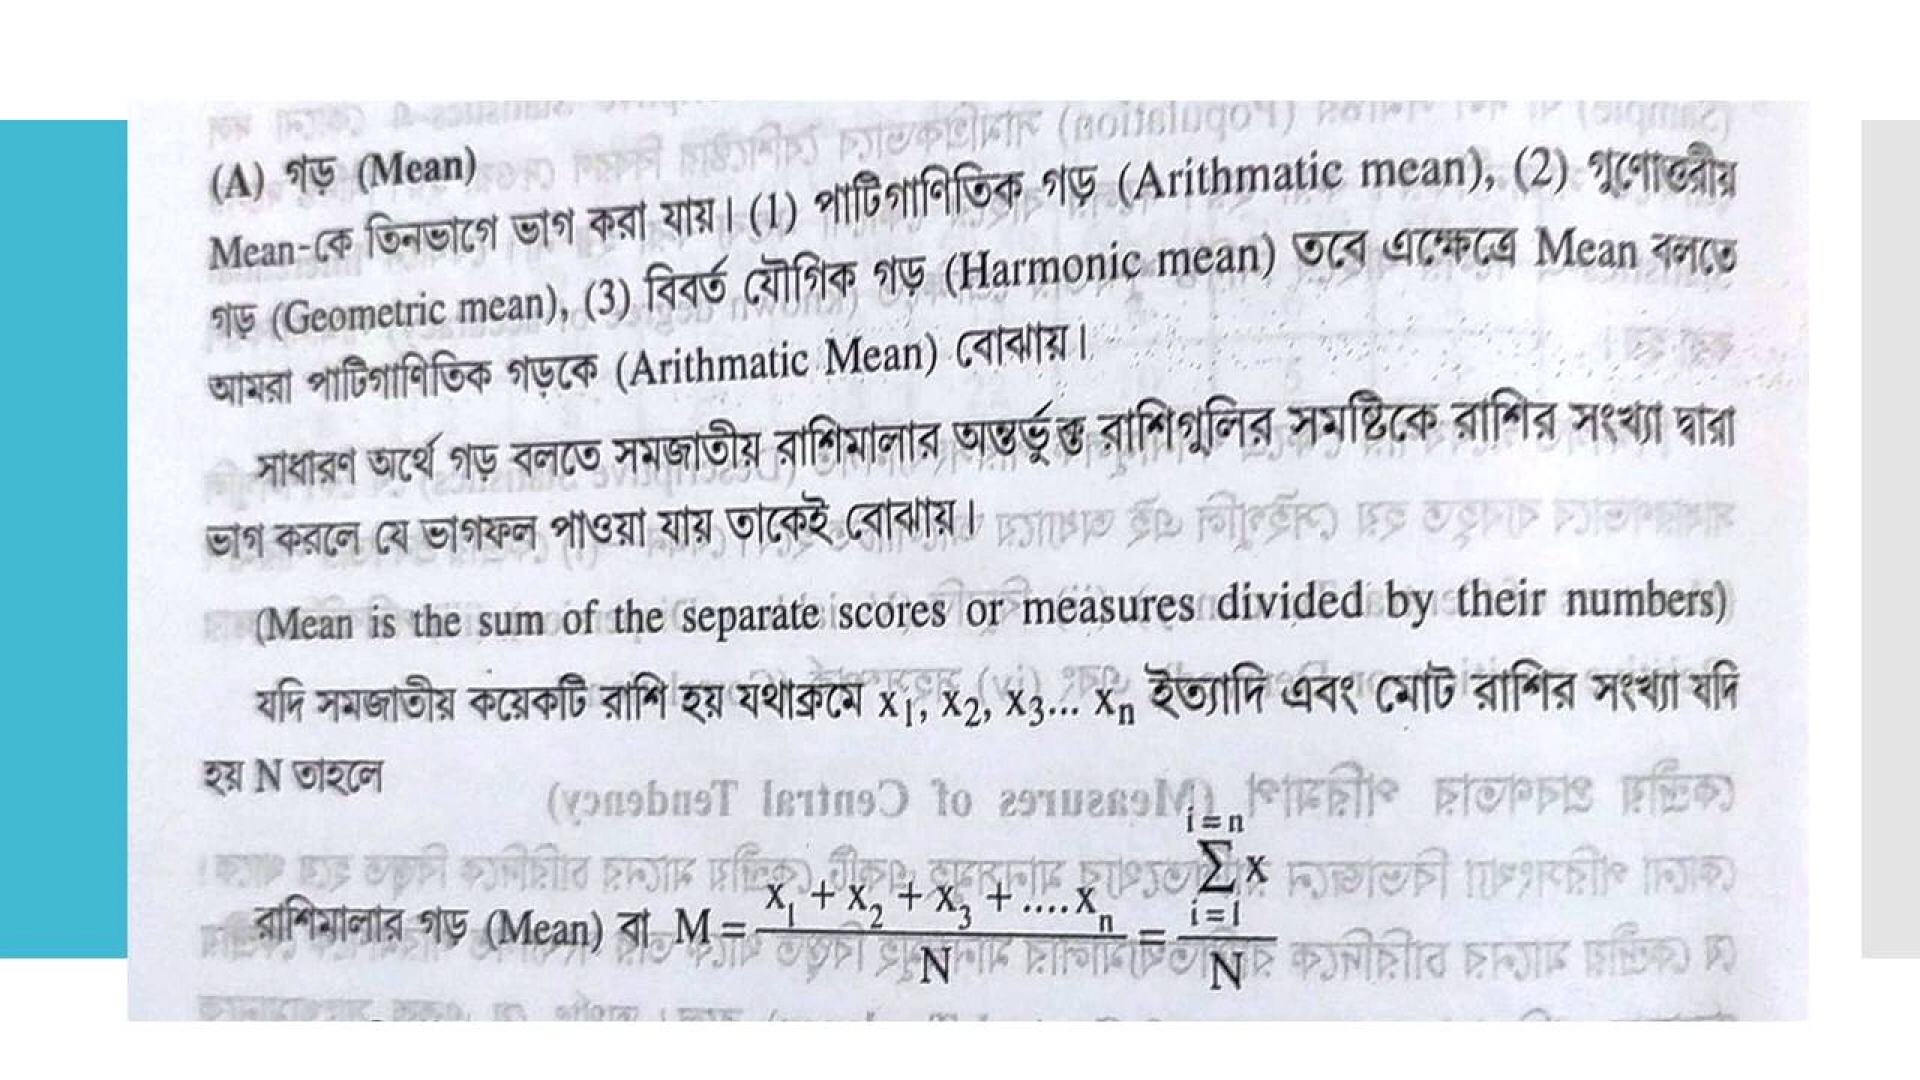 (A) গড় (Mean)
Mean-কে তিনভাগে ভাগ করা যায়। (1) পাটিগাণিতিক গড় (Arithmatic mean), (2) গুণোত্তরীয়
গড় (Geometric mean), (3) বিবর্ত যৌগিক গড় (Harmonic mean) তবে এক্ষেত্রে Mean বলতে
আমরা পাটিগাণিতিক গড়কে (Arithmatic Mean) বোঝায়।
সাধারণ অর্থে গড় বলতে সমজাতীয় রাশিমালার অন্তর্ভুক্ত রাশিগুলির সমষ্টিকে রাশির সংখ্যা দ্বারা
ভাগ করলে যে ভাগফল পাওয়া যায় তাকেই বোঝায়।
(Mean is the sum of the separate scores or measures divided by their numbers)
যদি সমজাতীয় কয়েকটি রাশি হয় যথাক্রমে x₁, x₂, x₃... xₙ ইত্যাদি এবং মোট রাশির সংখ্যা যদি
হয় N তাহলে
রাশিমালার গড় (Mean) বা M = (x₁ + x₂ + x₃ + ....xₙ)/N = (i=n ∑x i=1)/N